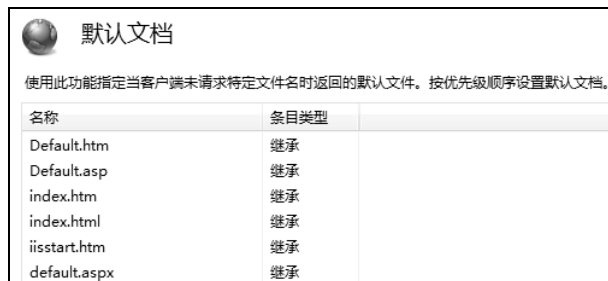 默认文档
使用此功能指定当客户端未请求特定文件名时返回的默认文件。按优先级顺序设置默认文档。
名称 条目类型
Default.htm 继承
Default.asp 继承
index.htm 继承
index.html 继承
iisstart.htm 继承
default.aspx 继承